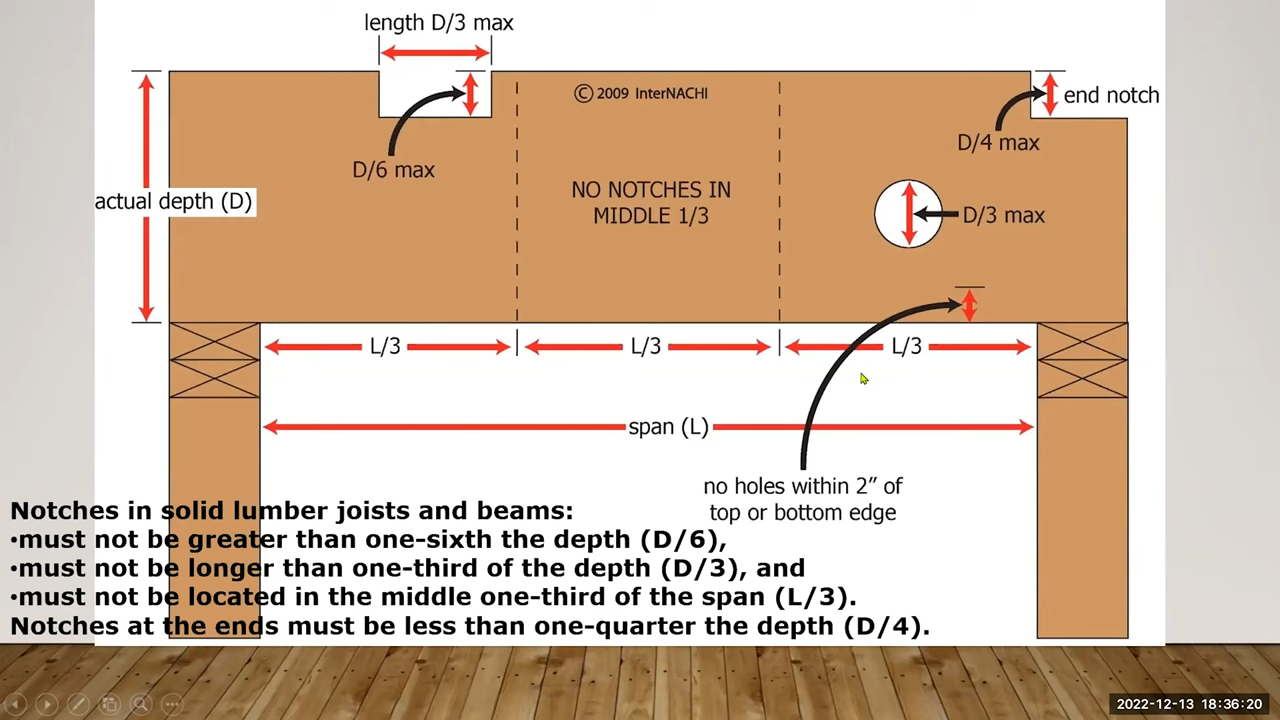 length D/3 max
© 2009 InterNACHI
end notch
D/4 max
D/6 max
NO NOTCHES IN
MIDDLE 1/3
actual depth (D)
D/3 max
L/3
L/3
L/3
span (L)
no holes within 2” of
top or bottom edge
Notches in solid lumber joists and beams:
•must not be greater than one-sixth the depth (D/6),
•must not be longer than one-third of the depth (D/3), and
•must not be located in the middle one-third of the span (L/3).
Notches at the ends must be less than one-quarter the depth (D/4).
2022-12-13 18:36:20